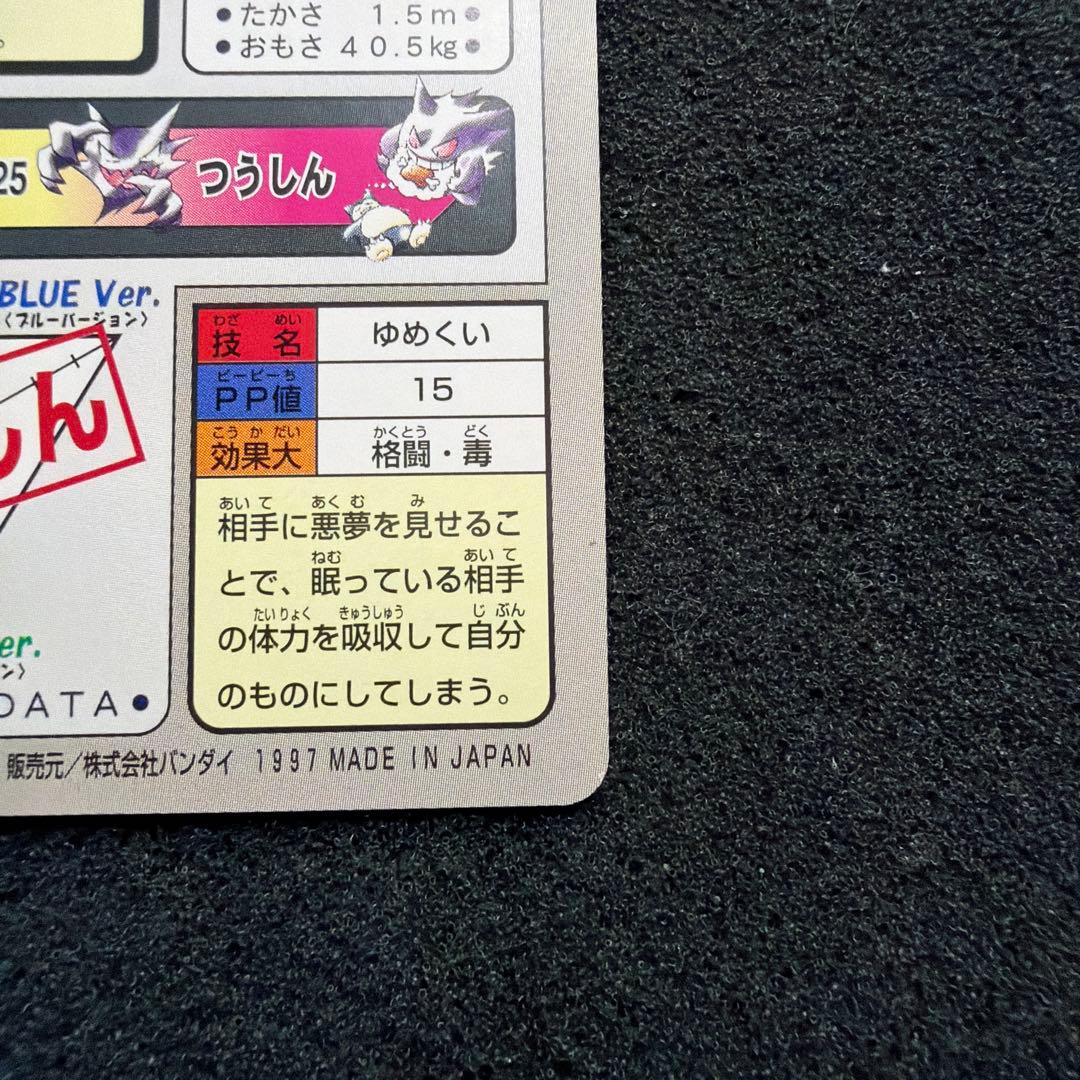 ●たかさ 1.5m●
●おもさ 40.5kg●
。
25
つうしん
BLUE Ver.
〈ブルーバージョン〉
しん
er.
ン〉
DATA●
わざ めい
技名 ゆめくい
ピーピーち
PP値 15
こうかだい かくとう どく
効果大 格闘・毒
あいて あくむ み
相手に悪夢を見せるこ
ねむ あいて
とで、眠っている相手
たいりょく きゅうしゅう じぶん
の体力を吸収して自分
のものにしてしまう。
販売元/株式会社バンダイ 1997 MADE IN JAPAN